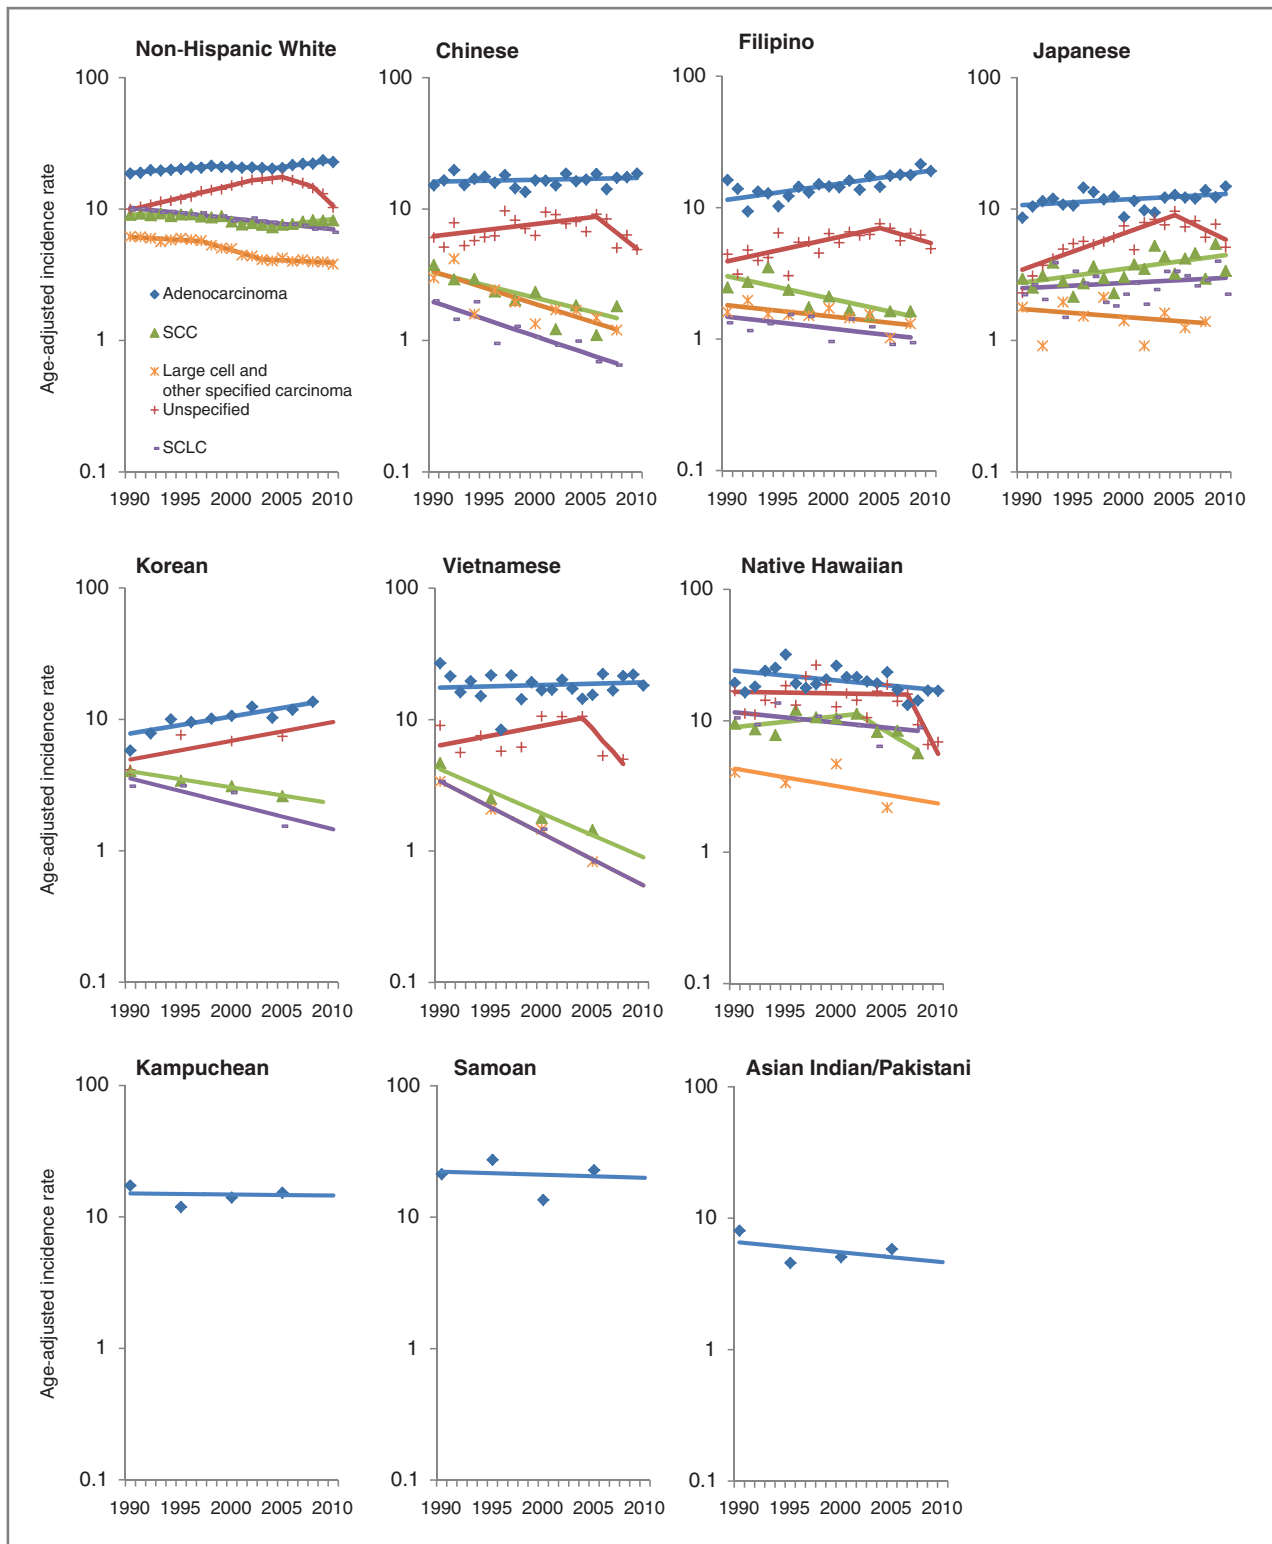 Non-Hispanic White
Chinese
Filipino
Japanese
Age-adjusted incidence rate
100
10
1
0.1
1990 1995 2000 2005 2010
Adenocarcinoma
SCC
Large cell and
other specified carcinoma
Unspecified
SCLC
100
10
1
0.1
1990 1995 2000 2005 2010
100
10
1
0.1
1990 1995 2000 2005 2010
100
10
1
0.1
1990 1995 2000 2005 2010
Korean
Vietnamese
Native Hawaiian
Age-adjusted incidence rate
100
10
1
0.1
1990 1995 2000 2005 2010
100
10
1
0.1
1990 1995 2000 2005 2010
100
10
1
0.1
1990 1995 2000 2005 2010
Kampuchean
Samoan
Asian Indian/Pakistani
Age-adjusted incidence rate
100
10
1
0.1
1990 1995 2000 2005 2010
100
10
1
0.1
1990 1995 2000 2005 2010
100
10
1
0.1
1990 1995 2000 2005 2010